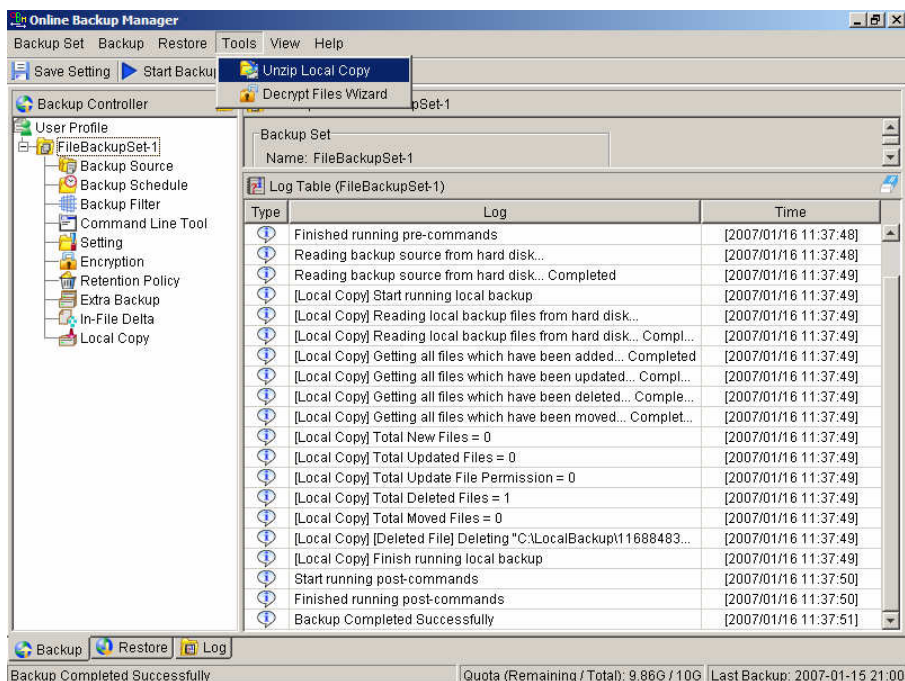 Online Backup Manager
Backup Set Backup Restore Tools View Help
Save Setting Start Backup
Unzip Local Copy
Decrypt Files Wizard
Backup Controller
pSet-1
User Profile
FileBackupSet-1
Backup Source
Backup Schedule
Backup Filter
Command Line Tool
Setting
Encryption
Retention Policy
Extra Backup
In-File Delta
Local Copy
Backup Set
Name: FileBackupSet-1
Log Table (FileBackupSet-1)
Type Log Time
Finished running pre-commands [2007/01/16 11:37:48]
Reading backup source from hard disk... [2007/01/16 11:37:48]
Reading backup source from hard disk... Completed [2007/01/16 11:37:49]
[Local Copy] Start running local backup [2007/01/16 11:37:49]
[Local Copy] Reading local backup files from hard disk... [2007/01/16 11:37:49]
[Local Copy] Reading local backup files from hard disk... Compl... [2007/01/16 11:37:49]
[Local Copy] Getting all files which have been added... Completed [2007/01/16 11:37:49]
[Local Copy] Getting all files which have been updated... Compl... [2007/01/16 11:37:49]
[Local Copy] Getting all files which have been deleted... Comple... [2007/01/16 11:37:49]
[Local Copy] Getting all files which have been moved... Complet... [2007/01/16 11:37:49]
[Local Copy] Total New Files = 0 [2007/01/16 11:37:49]
[Local Copy] Total Updated Files = 0 [2007/01/16 11:37:49]
[Local Copy] Total Update File Permission = 0 [2007/01/16 11:37:49]
[Local Copy] Total Deleted Files = 1 [2007/01/16 11:37:49]
[Local Copy] Total Moved Files = 0 [2007/01/16 11:37:49]
[Local Copy] [Deleted File] Deleting "C:\LocalBackup\11688483... [2007/01/16 11:37:49]
[Local Copy] Finish running local backup [2007/01/16 11:37:49]
Start running post-commands [2007/01/16 11:37:50]
Finished running post-commands [2007/01/16 11:37:50]
Backup Completed Successfully [2007/01/16 11:37:51]
Backup Restore Log
Backup Completed Successfully Quota (Remaining / Total): 9.86G / 10G Last Backup: 2007-01-15 21:00